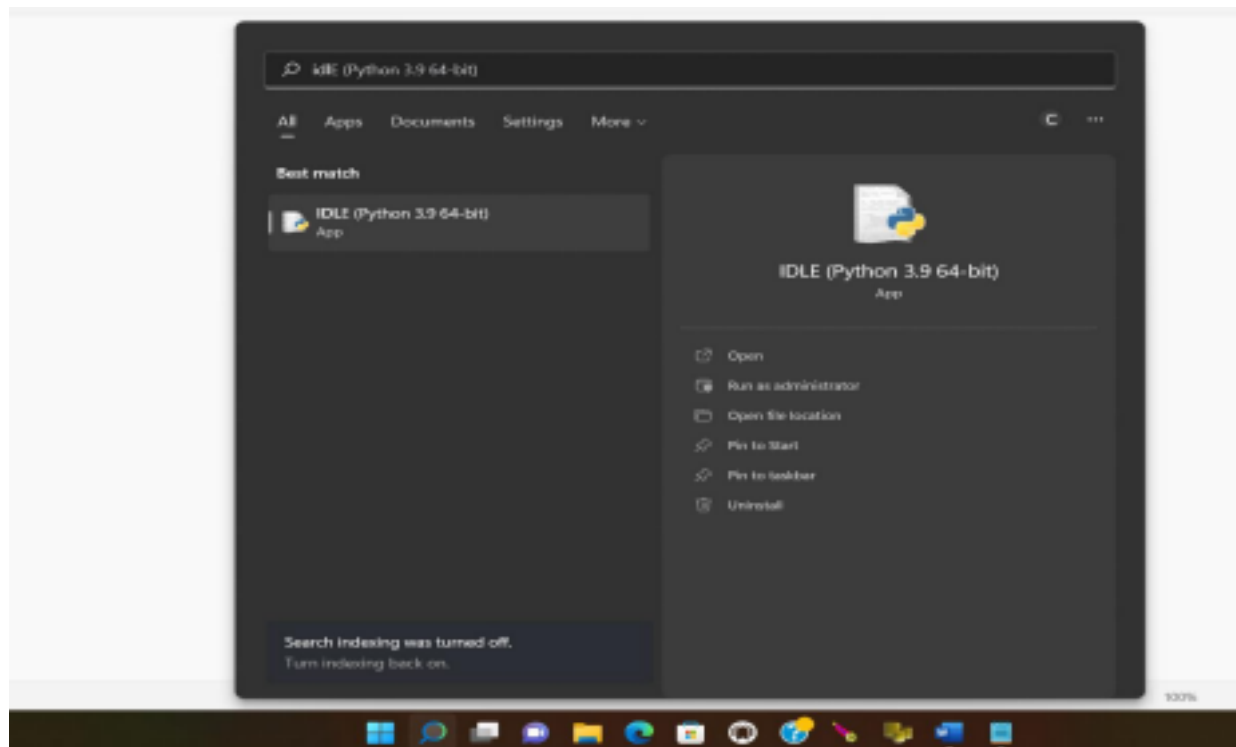 idlE (Python 3.9 64-bit)
All Apps Documents Settings More
C ...
Best match
IDLE (Python 3.9 64-bit)
App
IDLE (Python 3.9 64-bit)
App
Open
Run as administrator
Open file location
Pin to Start
Pin to taskbar
Uninstall
Search indexing was turned off.
Turn indexing back on.
100%